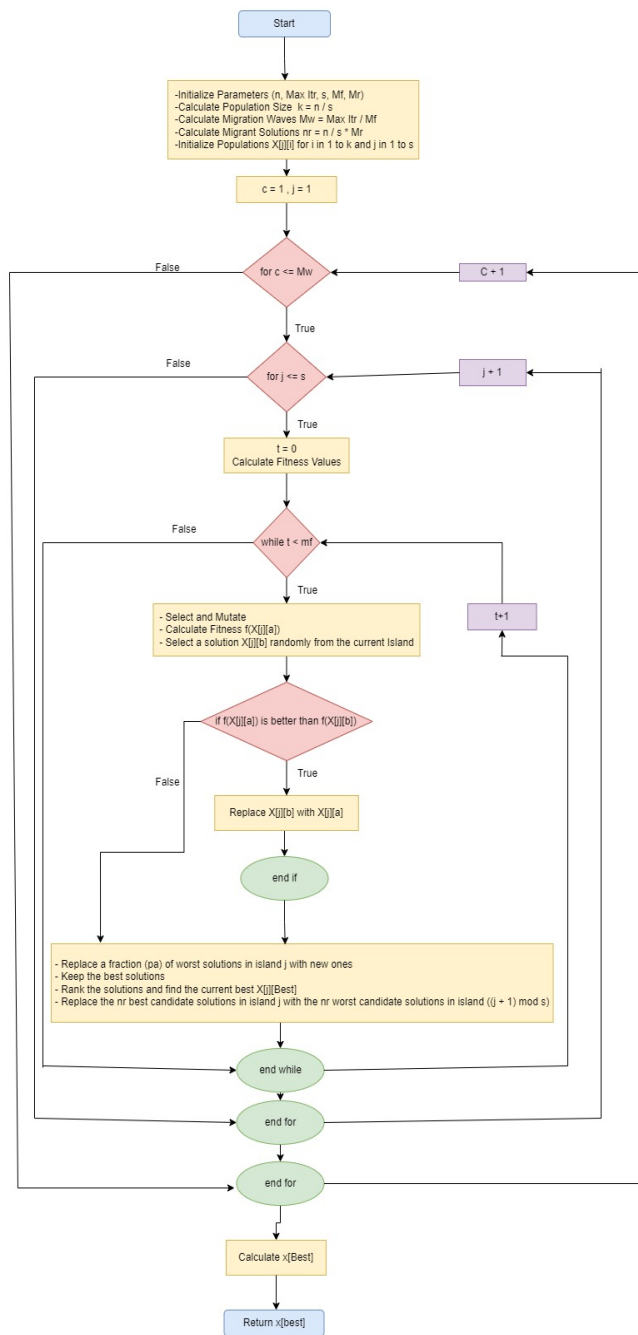 Start
-Initialize Parameters (n, Max Itr, s, Mf, Mr)
-Calculate Population Size k = n / s
-Calculate Migration Waves Mw = Max Itr / Mf
-Calculate Migrant Solutions nr = n / s * Mr
-Initialize Populations X[j][i] for i in 1 to k and j in 1 to s
c = 1 , j = 1
False
for c <= Mw
C + 1
True
False
for j <= s
j + 1
True
t = 0
Calculate Fitness Values
False
while t < mf
True
t+1
- Select and Mutate
- Calculate Fitness f(X[j][a])
- Select a solution X[j][b] randomly from the current Island
if f(X[j][a]) is better than f(X[j][b])
False
True
Replace X[j][b] with X[j][a]
end if
- Replace a fraction (pa) of worst solutions in island j with new ones
- Keep the best solutions
- Rank the solutions and find the current best X[j][Best]
- Replace the nr best candidate solutions in island j with the nr worst candidate solutions in island ((j + 1) mod s)
end while
end for
end for
Calculate x[Best]
Return x[best]